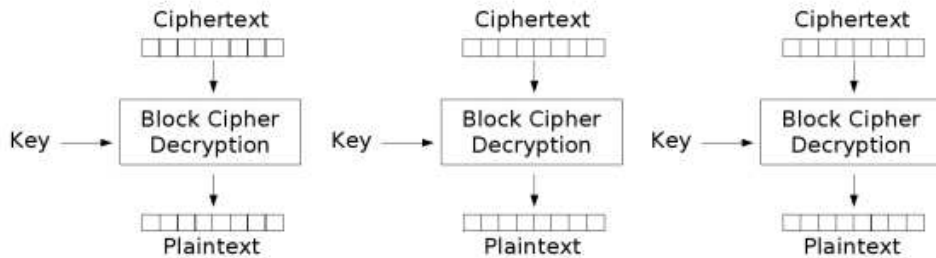 Ciphertext
Ciphertext
Ciphertext
Key
Block Cipher
Decryption
Key
Block Cipher
Decryption
Key
Block Cipher
Decryption
Plaintext
Plaintext
Plaintext